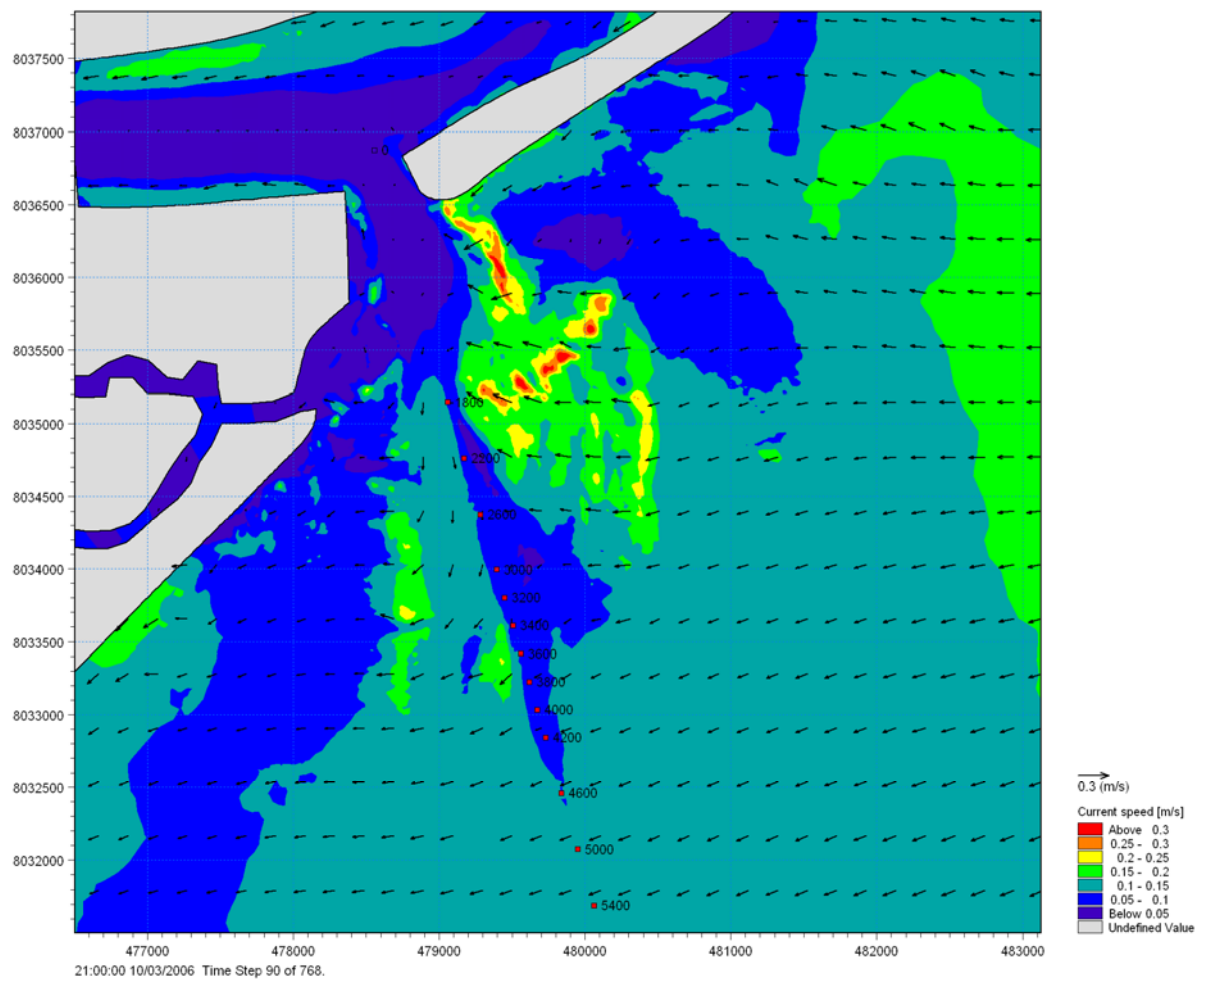 8037500
8037000
0
8036500
8036000
8035500
1800
8035000
2200
8034500
2600
8034000
3000
3200
8033500
3400
3600
3800
8033000
4000
4200
8032500
4600
8032000
5000
5400
477000 478000 479000 480000 481000 482000 483000
21:00:00 10/03/2006 Time Step 90 of 768.
0.3 (m/s)
Current speed [m/s]
Above 0.3
0.25 - 0.3
0.2 - 0.25
0.15 - 0.2
0.1 - 0.15
0.05 - 0.1
Below 0.05
Undefined Value